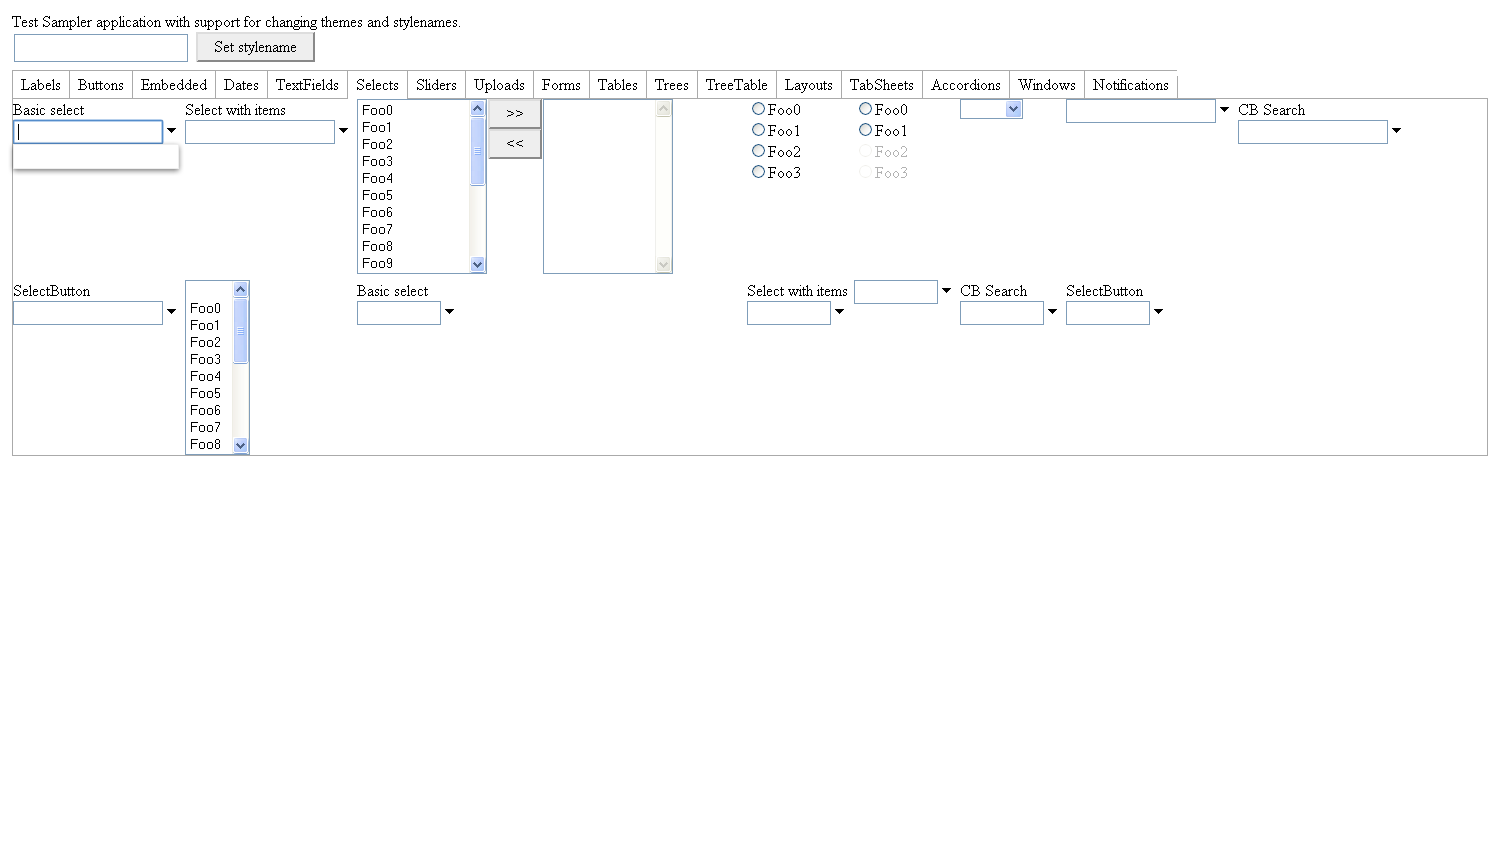 Test Sampler application with support for changing themes and stylenames.
Set stylename
Labels Buttons Embedded Dates TextFields Selects Sliders Uploads Forms Tables Trees TreeTable Layouts TabSheets Accordions Windows Notifications
Basic select Select with items CB Search
Foo0
Foo1
Foo2
Foo3
Foo4
Foo5
Foo6
Foo7
Foo8
Foo9
>>
<<
Foo0
Foo1
Foo2
Foo3
Foo0
Foo1
Foo2
Foo3
SelectButton
Foo0
Foo1
Foo2
Foo3
Foo4
Foo5
Foo6
Foo7
Foo8
Basic select
Select with items
CB Search
SelectButton